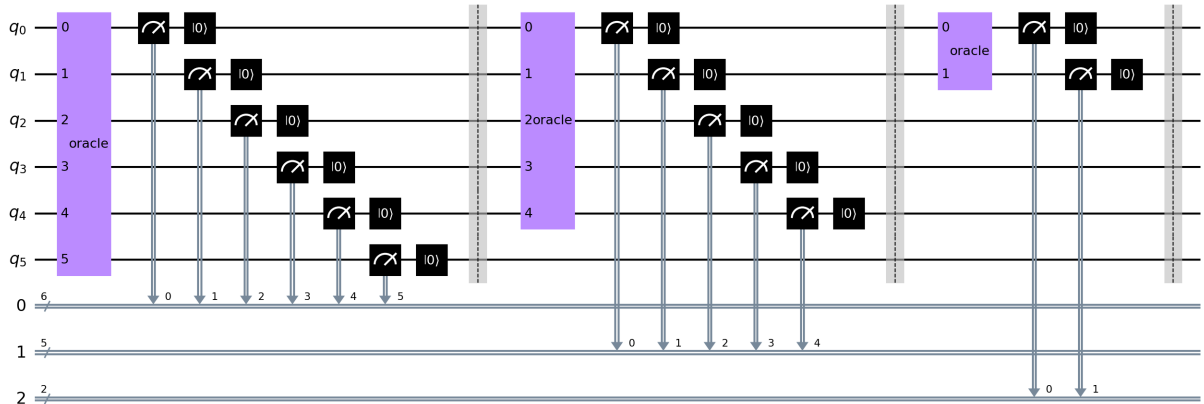 q0 0 |0⟩ 0 |0⟩ 0 |0⟩
oracle
q1 1 |0⟩ 1 |0⟩ 1 |0⟩
q2 2 |0⟩ 2oracle |0⟩
oracle
q3 3 |0⟩ 3 |0⟩
q4 4 |0⟩ 4 |0⟩
q5 5 |0⟩
0 6 0 1 2 3 4 5
1 5 0 1 2 3 4
2 2 0 1